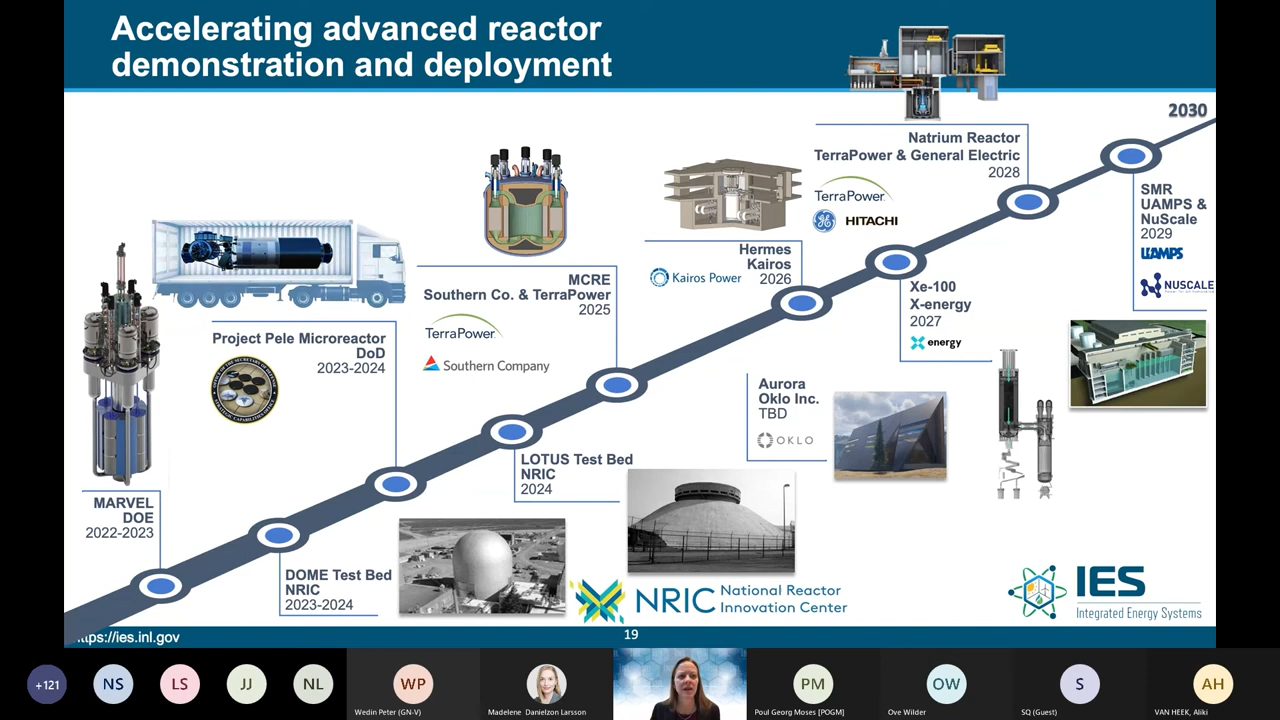 Accelerating advanced reactor
demonstration and deployment
2030
Natrium Reactor
TerraPower & General Electric
2028
TerraPower
GE
HITACHI
SMR
UAMPS &
NuScale
2029
UAMPS
NUSCALE
Hermes
Kairos
2026
Kairos Power
Xe-100
X-energy
2027
energy
MCRE
Southern Co. & TerraPower
2025
TerraPower
Southern Company
Project Pele Microreactor
DoD
2023-2024
Aurora
Oklo Inc.
TBD
OKLO
LOTUS Test Bed
NRIC
2024
MARVEL
DOE
2022-2023
DOME Test Bed
NRIC
2023-2024
NRIC National Reactor
Innovation Center
IES
Integrated Energy Systems
https://ies.inl.gov
19
+121
NS
LS
JJ
NL
WP
Wedin Peter (GN-V)
Madelene Danielzon Larsson
PM
Poul Georg Moses [POGM]
OW
Ove Wilder
S
SQ (Guest)
AH
VAN HEEK, Aliki